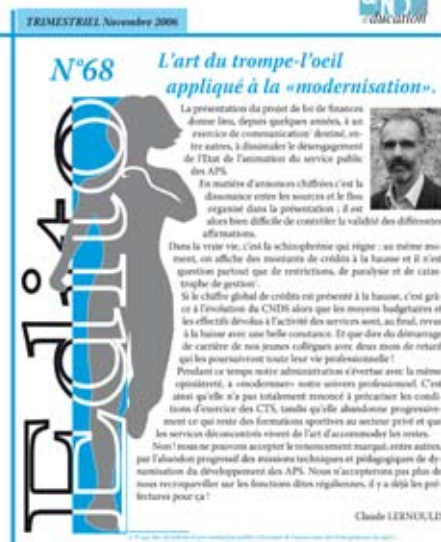 TRIMESTRIEL Novembre 2006
éducation
N°68
L'art du trompe-l'oeil
appliqué à la «modernisation».
Edito
La présentation du projet de loi de finances
donne lieu, depuis quelques années, à un
exercice de communication destiné, en-
tre autres, à dissimuler le désengagement
de l'Etat de l'animation du service public
des APS.
En matière d'annonces chiffrées c'est la
dissonance entre les sources et le flou
organisé dans la présentation ; il est
alors bien difficile de contrôler la validité des différentes
affirmations.
Dans la vraie vie, c'est la schizophrénie qui règne : au même mo-
ment, on affiche des montants de crédits à la hausse et il n'est
question partout que de restrictions, de paralysie et de catas-
trophe de gestion.
Si le chiffre global de crédits est présenté à la hausse, c'est grâ-
ce à l'évolution du CNDS alors que les moyens budgétaires et
les effectifs dévolus à l'activité des services sont, au final, revus
à la baisse avec une belle constance. Et que dire du démarrage
de carrière de nos jeunes collègues avec deux mois de retard
qui les poursuivront toute leur vie professionnelle !
Pendant ce temps notre administration s'évertue avec la même
opiniâtreté, à «moderniser» notre univers professionnel. C'est
ainsi qu'elle n'a pas totalement renoncé à précariser les condi-
tions d'exercice des CTS, tandis qu'elle abandonne progressive-
ment ce qui reste des formations sportives au secteur privé et que
les services déconcentrés vivent de l'art d'accommoder les restes.
Non ! nous ne pouvons accepter le renoncement marqué, entre autres,
par l'abandon progressif des missions techniques et pédagogiques de dy-
namisation du développement des APS. Nous n'accepterons pas plus de
nous recroqueviller sur les fonctions dites régaliennes, il y a déjà les pré-
fectures pour ça !
Claude LERNOULD